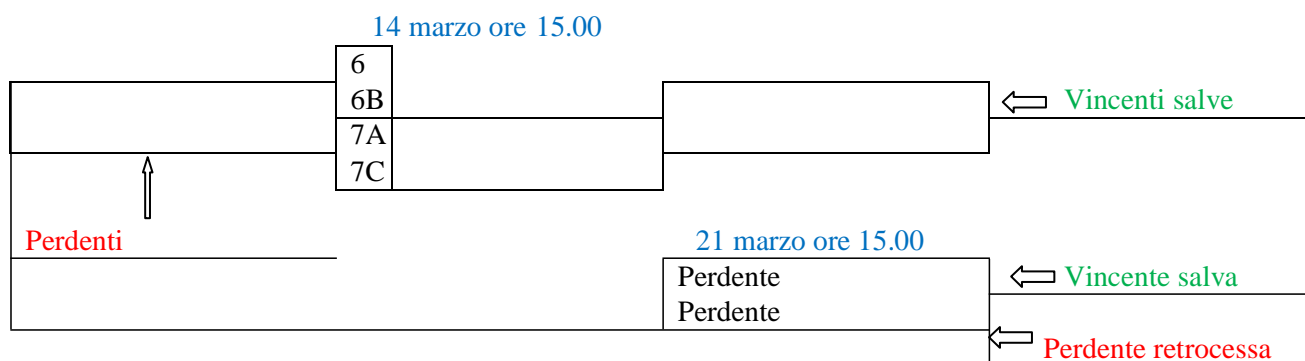 14 marzo ore 15.00
6
6B
7A
7C
Vincenti salve
Perdenti
21 marzo ore 15.00
Perdente
Perdente
Vincente salva
Perdente retrocessa